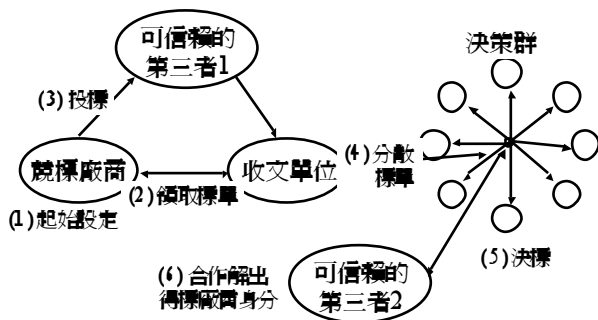 可信賴的
第三者1
決策群
(3) 投標
競標廠商
收文單位
(4) 分散
標單
(2) 領取標單
(1) 起始設定
(5) 決標
(6) 合作解出
得標廠商身分
可信賴的
第三者2